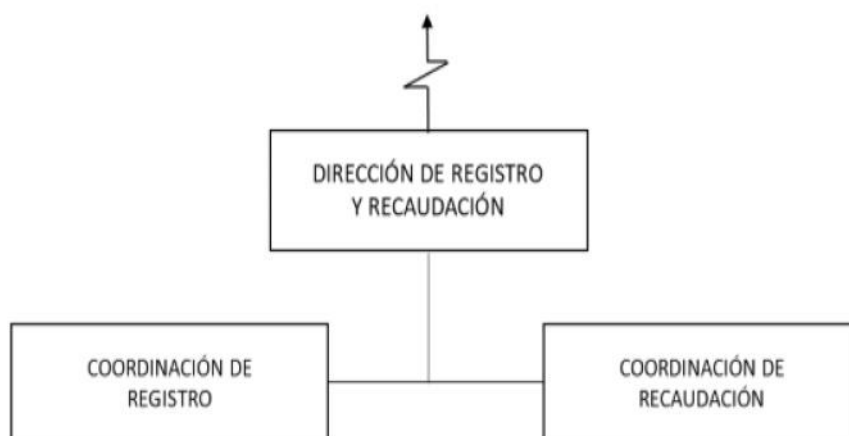 DIRECCIÓN DE REGISTRO
Y RECAUDACIÓN
COORDINACIÓN DE
REGISTRO
COORDINACIÓN DE
RECAUDACIÓN